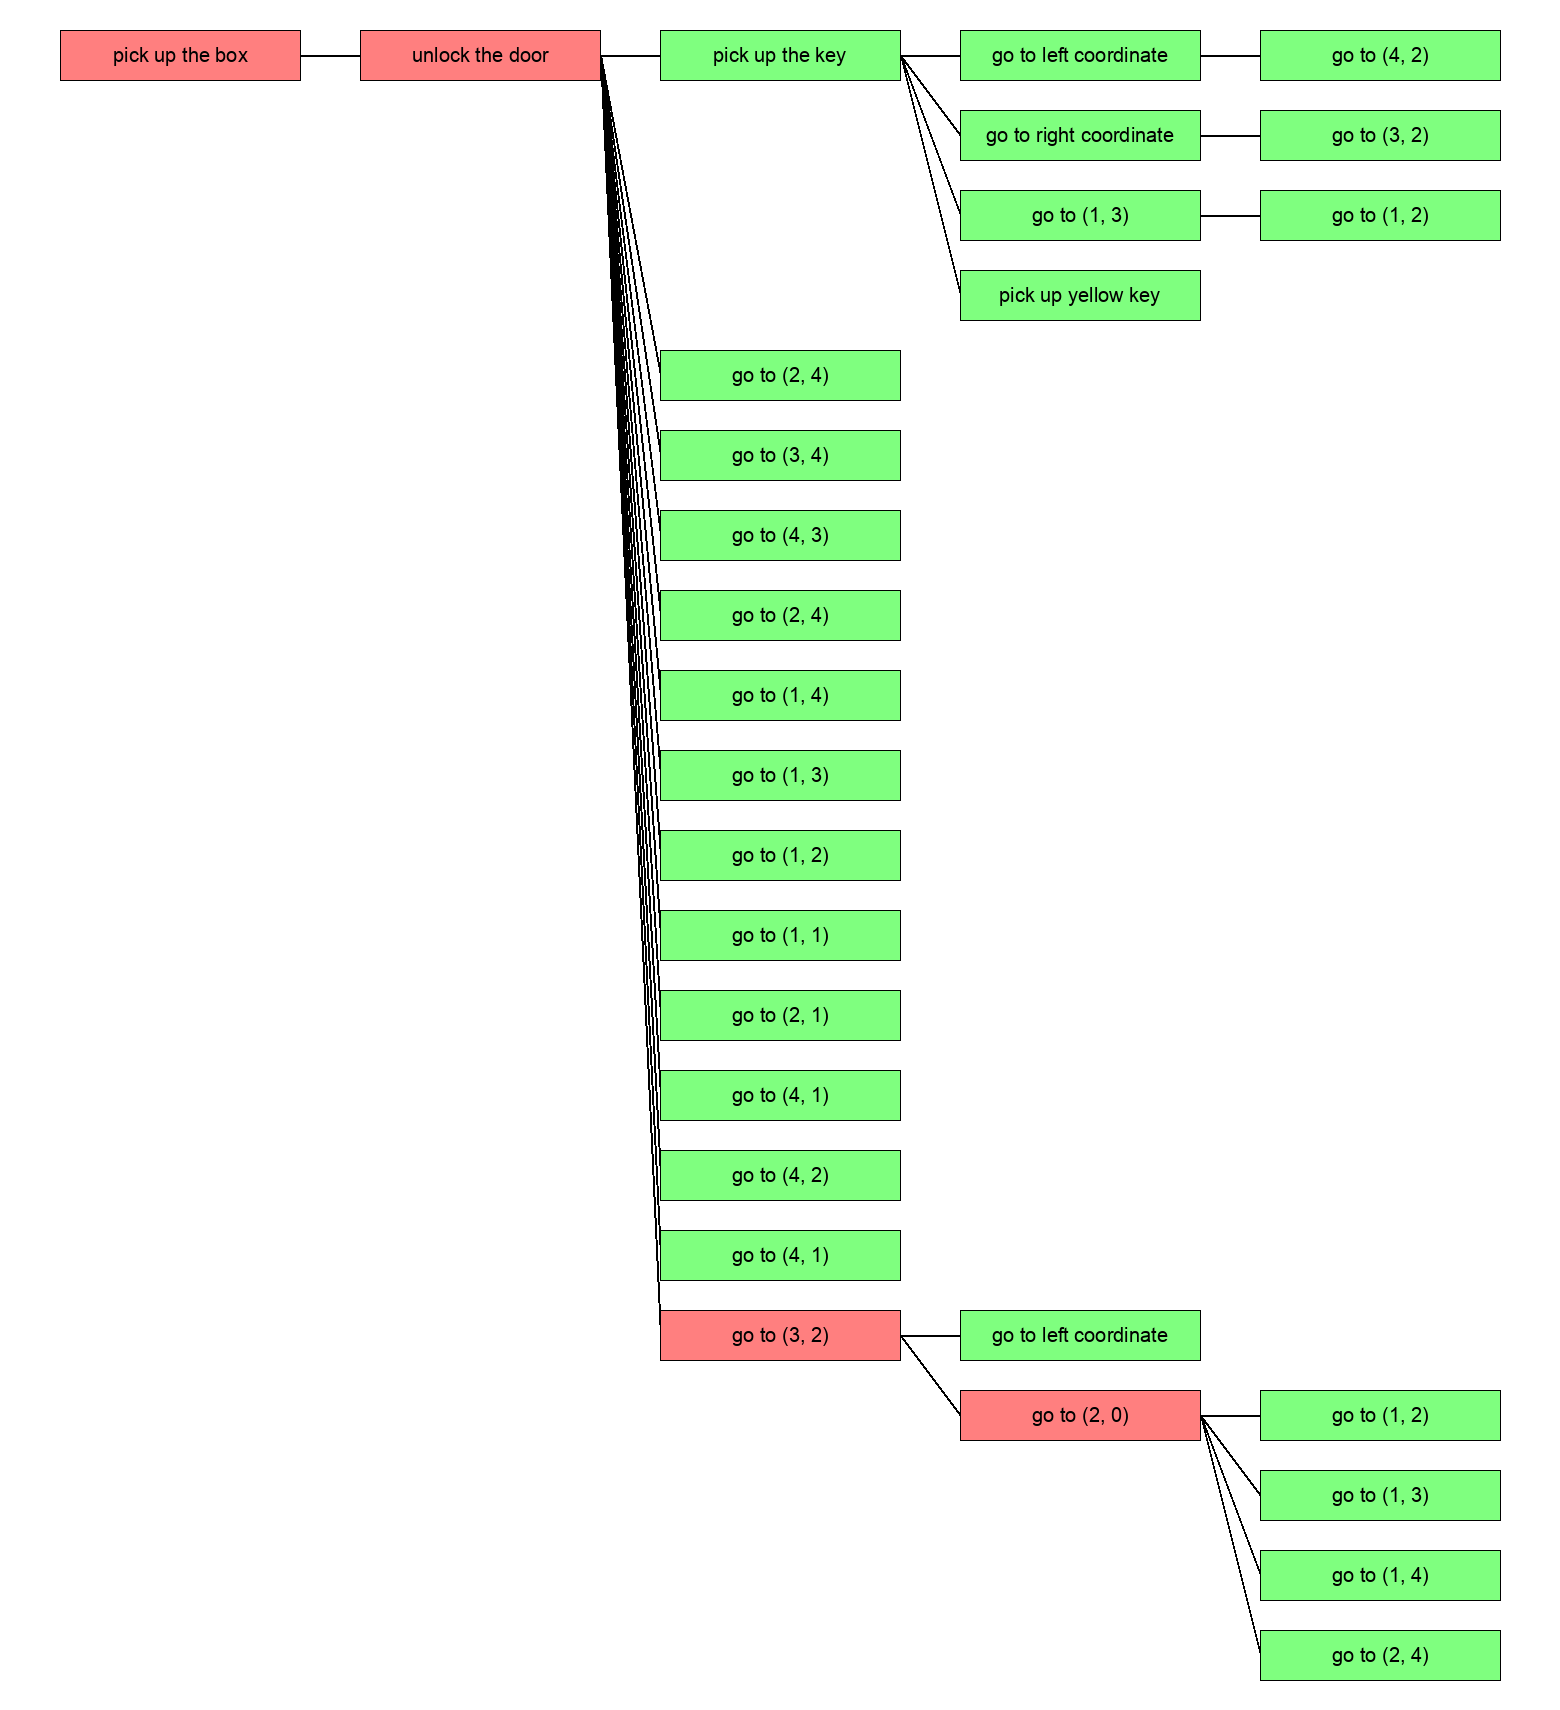 pick up the box
unlock the door
pick up the key
go to left coordinate
go to (4, 2)
go to right coordinate
go to (3, 2)
go to (1, 3)
go to (1, 2)
pick up yellow key
go to (2, 4)
go to (3, 4)
go to (4, 3)
go to (2, 4)
go to (1, 4)
go to (1, 3)
go to (1, 2)
go to (1, 1)
go to (2, 1)
go to (4, 1)
go to (4, 2)
go to (4, 1)
go to (3, 2)
go to left coordinate
go to (2, 0)
go to (1, 2)
go to (1, 3)
go to (1, 4)
go to (2, 4)